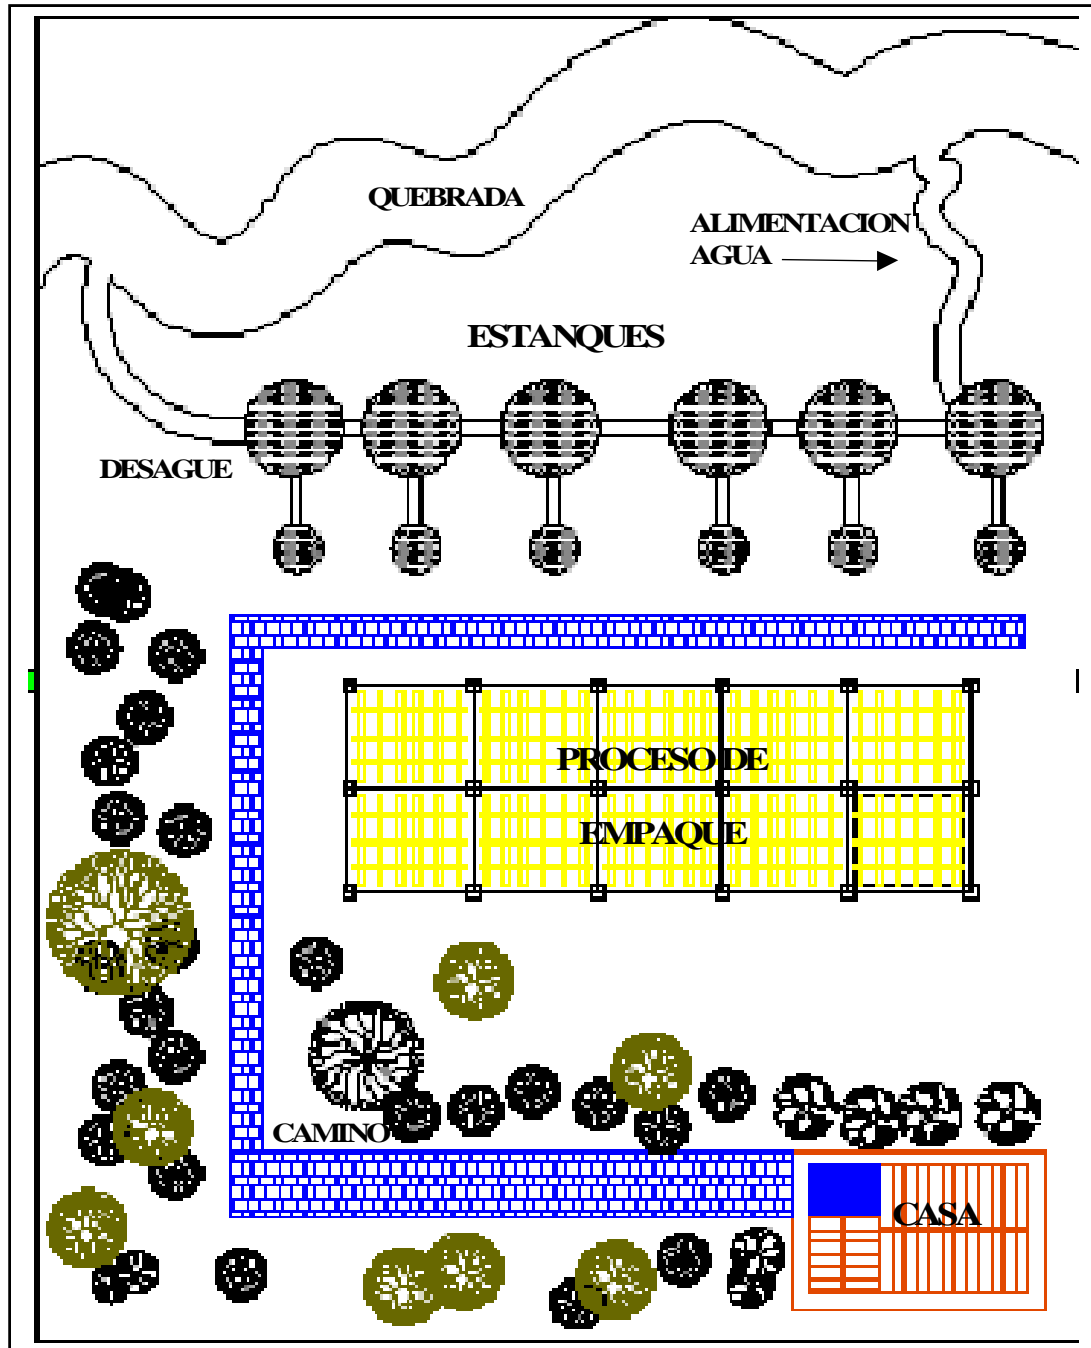 QUEBRADA
ALIMENTACION
AGUA
ESTANQUES
DESAGUE
PROCESO DE
EMPAQUE
CAMINO
CASA